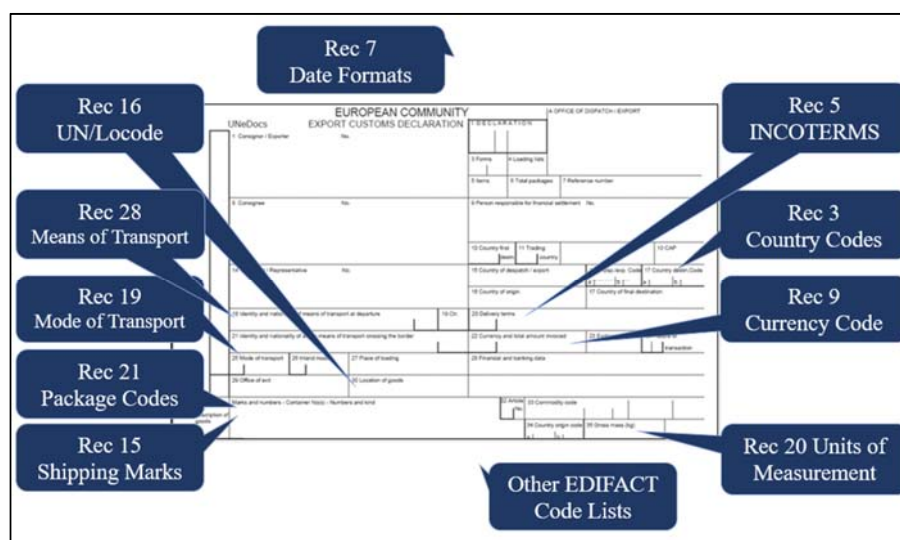 Rec 7
Date Formats
Rec 16
UN/Locode
Rec 5
INCOTERMS
Rec 28
Means of Transport
Rec 3
Country Codes
Rec 19
Mode of Transport
Rec 9
Currency Code
Rec 21
Package Codes
Rec 15
Shipping Marks
Rec 20 Units of
Measurement
Other EDIFACT
Code Lists
EUROPEAN COMMUNITY
A OFFICE OF DISPATCH / EXPORT
UNeDocs
EXPORT CUSTOMS DECLARATION
1 DECLARATION
Consignor / Exporter No.
3 Forms
4 Loading lists
5 Items
6 Total packages
7 Reference number
8 Consignee No.
9 Person responsible for financial settlement No.
10 Country first
11 Trading
country
13 CAP
14
Representative No.
15 Country of despatch / export
Code
17 Country destin.Code
16 Country of origin
17 Country of final destination
18 Identity and nationality of means of transport at departure
19 Ctr.
20 Delivery terms
21 Identity and nationality of
means of transport crossing the border
22 Currency and total amount invoiced
transaction
25 Mode of transport
26 Inland
27 Place of loading
28 Financial and banking data
29 Office of exit
30 Location of goods
Marks and numbers - Container No(s) - Numbers and kind
32 Article
No.
33 Commodity code
goods
34 Country origin code
35 Gross mass (kg)